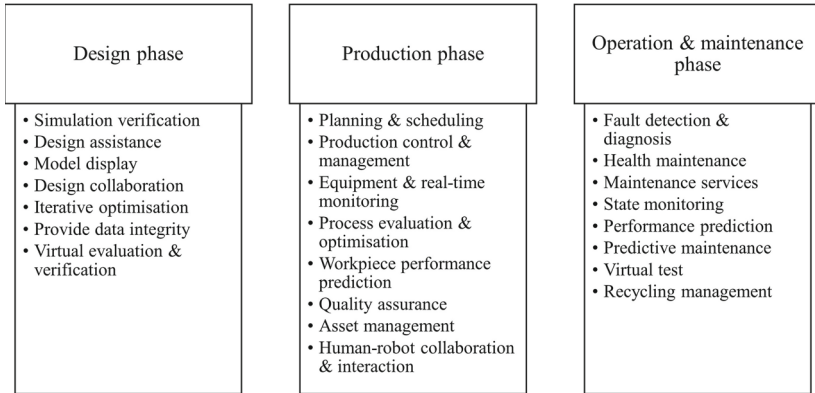 Design phase
• Simulation verification
• Design assistance
• Model display
• Design collaboration
• Iterative optimisation
• Provide data integrity
• Virtual evaluation &
verification
Production phase
• Planning & scheduling
• Production control &
management
• Equipment & real-time
monitoring
• Process evaluation &
optimisation
• Workpiece performance
prediction
• Quality assurance
• Asset management
• Human-robot collaboration
& interaction
Operation & maintenance
phase
• Fault detection &
diagnosis
• Health maintenance
• Maintenance services
• State monitoring
• Performance prediction
• Predictive maintenance
• Virtual test
• Recycling management